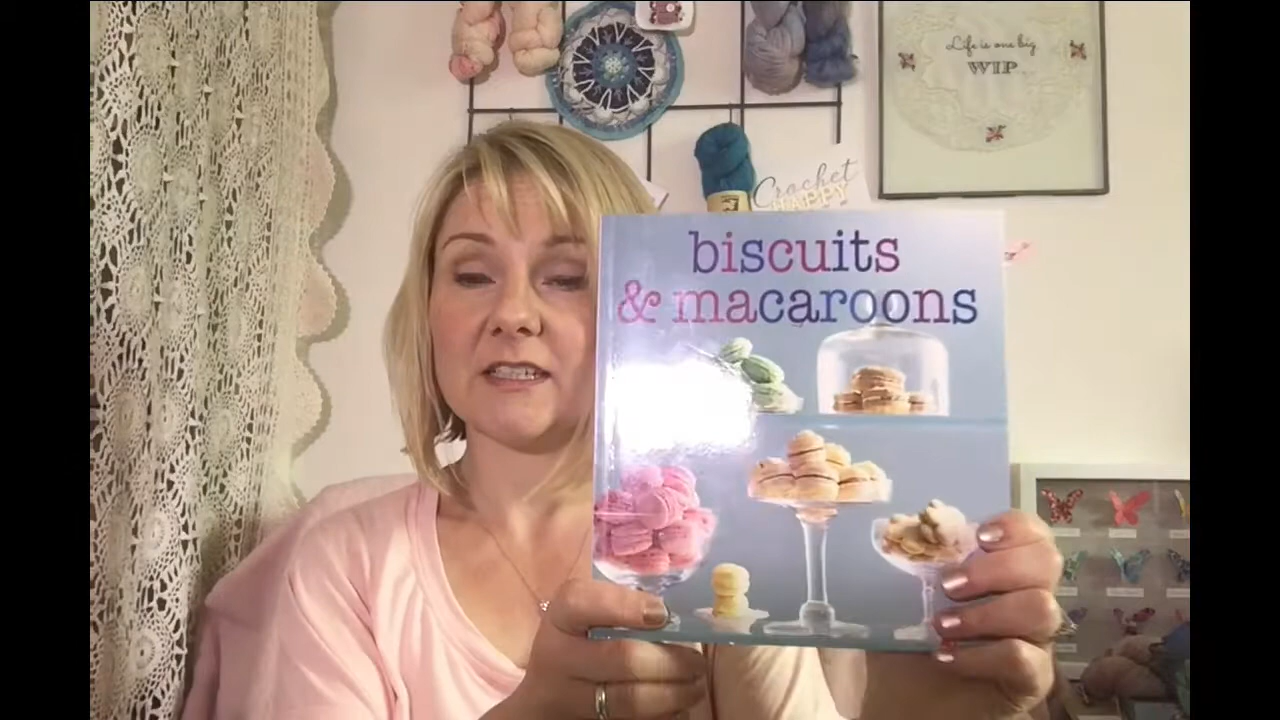 Life is one big
WIP
Crochet
HAPPY
biscuits
& macaroons